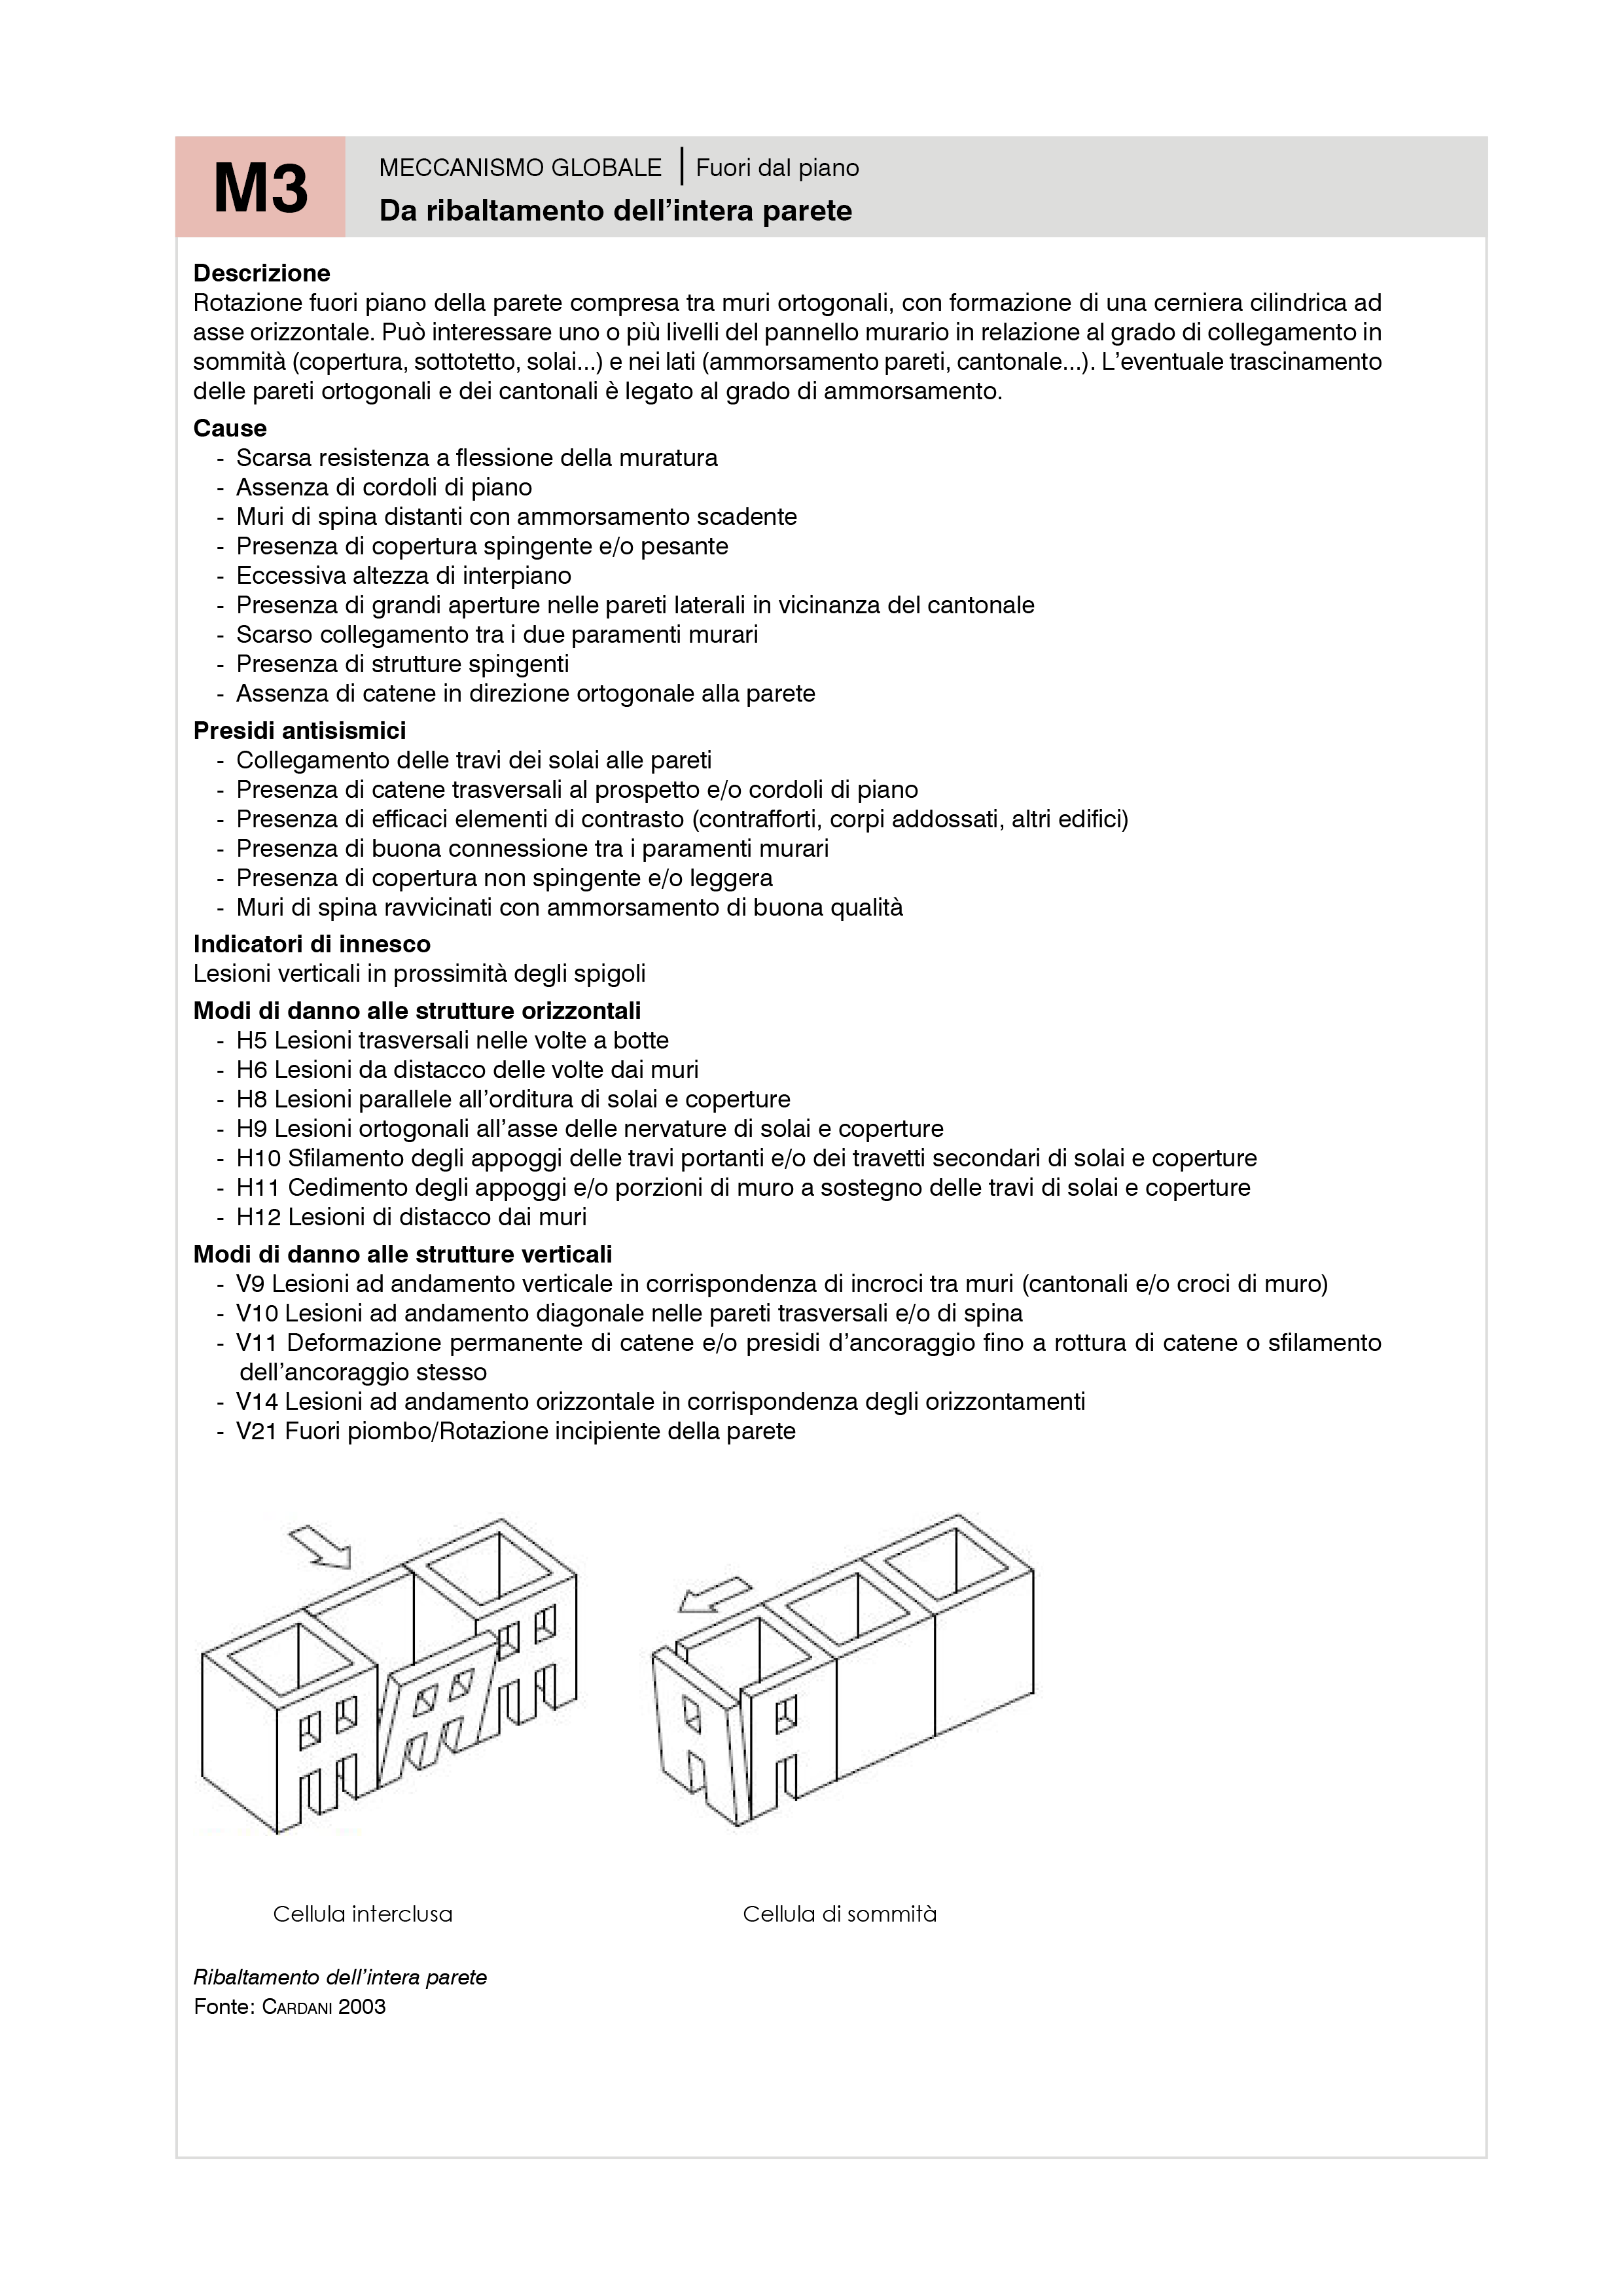 M3
MECCANISMO GLOBALE | Fuori dal piano
Da ribaltamento dell’intera parete
Descrizione
Rotazione fuori piano della parete compresa tra muri ortogonali, con formazione di una cerniera cilindrica ad
asse orizzontale. Può interessare uno o più livelli del pannello murario in relazione al grado di collegamento in
sommità (copertura, sottotetto, solai...) e nei lati (ammorsamento pareti, cantonale...). L’eventuale trascinamento
delle pareti ortogonali e dei cantonali è legato al grado di ammorsamento.
Cause
- Scarsa resistenza a flessione della muratura
- Assenza di cordoli di piano
- Muri di spina distanti con ammorsamento scadente
- Presenza di copertura spingente e/o pesante
- Eccessiva altezza di interpiano
- Presenza di grandi aperture nelle pareti laterali in vicinanza del cantonale
- Scarso collegamento tra i due paramenti murari
- Presenza di strutture spingenti
- Assenza di catene in direzione ortogonale alla parete
Presidi antisismici
- Collegamento delle travi dei solai alle pareti
- Presenza di catene trasversali al prospetto e/o cordoli di piano
- Presenza di efficaci elementi di contrasto (contrafforti, corpi addossati, altri edifici)
- Presenza di buona connessione tra i paramenti murari
- Presenza di copertura non spingente e/o leggera
- Muri di spina ravvicinati con ammorsamento di buona qualità
Indicatori di innesco
Lesioni verticali in prossimità degli spigoli
Modi di danno alle strutture orizzontali
- H5 Lesioni trasversali nelle volte a botte
- H6 Lesioni da distacco delle volte dai muri
- H8 Lesioni parallele all’orditura di solai e coperture
- H9 Lesioni ortogonali all’asse delle nervature di solai e coperture
- H10 Sfilamento degli appoggi delle travi portanti e/o dei travetti secondari di solai e coperture
- H11 Cedimento degli appoggi e/o porzioni di muro a sostegno delle travi di solai e coperture
- H12 Lesioni di distacco dai muri
Modi di danno alle strutture verticali
- V9 Lesioni ad andamento verticale in corrispondenza di incroci tra muri (cantonali e/o croci di muro)
- V10 Lesioni ad andamento diagonale nelle pareti trasversali e/o di spina
- V11 Deformazione permanente di catene e/o presidi d’ancoraggio fino a rottura di catene o sfilamento
dell’ancoraggio stesso
- V14 Lesioni ad andamento orizzontale in corrispondenza degli orizzontamenti
- V21 Fuori piombo/Rotazione incipiente della parete
Cellula interclusa
Cellula di sommità
Ribaltamento dell’intera parete
Fonte: CARDANI 2003